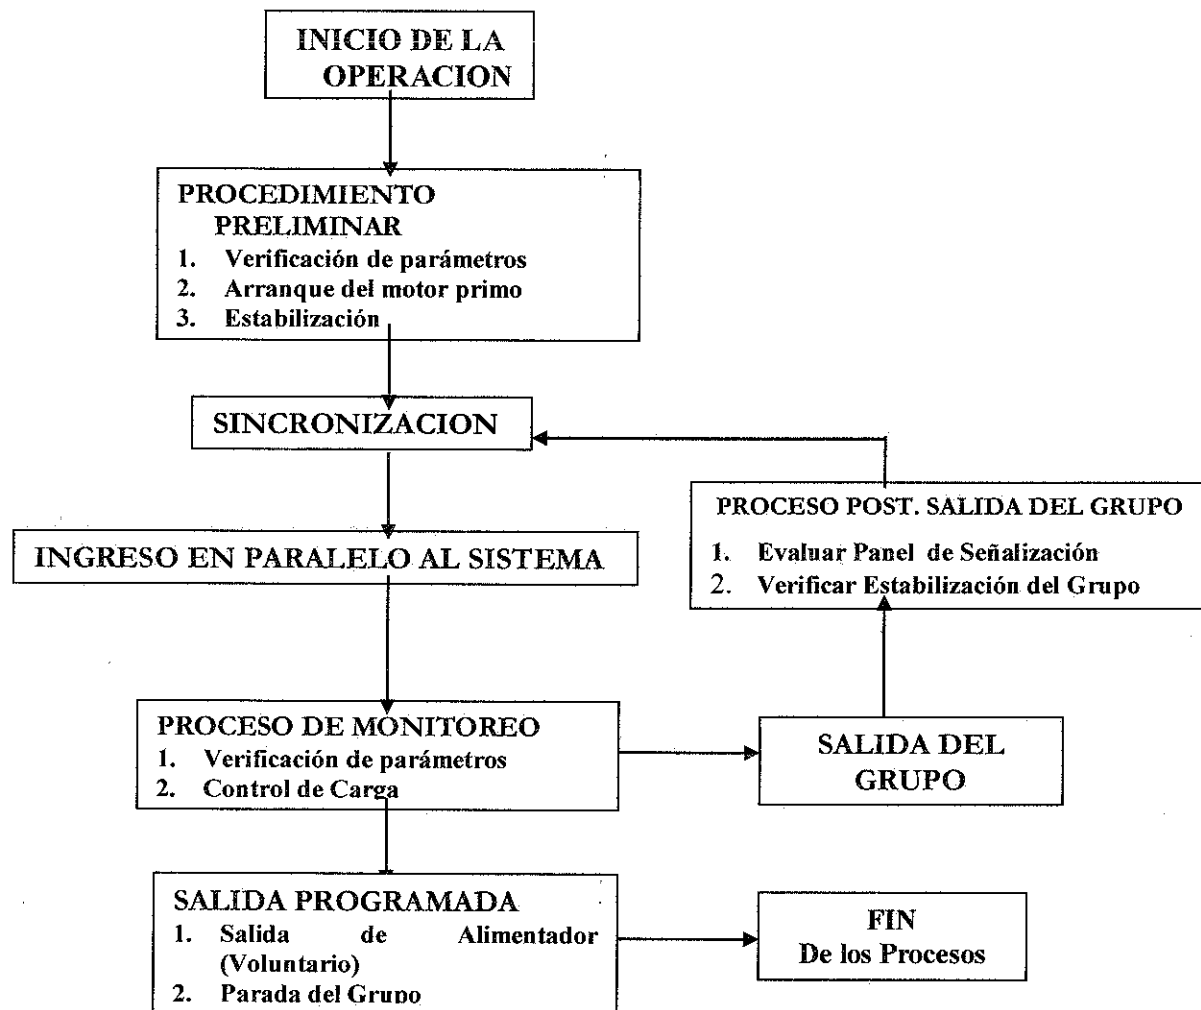 INICIO DE LA
OPERACION
PROCEDIMIENTO
PRELIMINAR
1. Verificación de parámetros
2. Arranque del motor primo
3. Estabilización
SINCRONIZACION
INGRESO EN PARALELO AL SISTEMA
PROCESO POST. SALIDA DEL GRUPO
1. Evaluar Panel de Señalización
2. Verificar Estabilización del Grupo
PROCESO DE MONITOREO
1. Verificación de parámetros
2. Control de Carga
SALIDA DEL
GRUPO
SALIDA PROGRAMADA
1. Salida de Alimentador
(Voluntario)
2. Parada del Grupo
FIN
De los Procesos